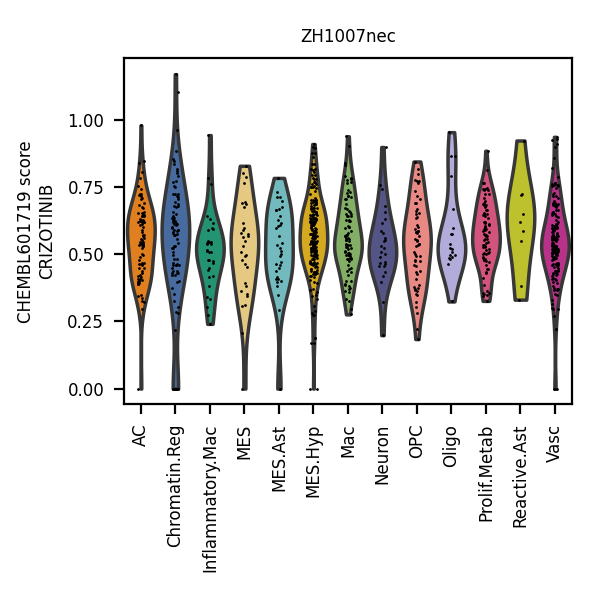 ZH1007nec
CHEMBL601719 score
CRIZOTINIB
1.00
0.75
0.50
0.25
0.00
AC
Chromatin.Reg
Inflammatory.Mac
MES
MES.Ast
MES.Hyp
Mac
Neuron
OPC
Oligo
Prolif.Metab
Reactive.Ast
Vasc